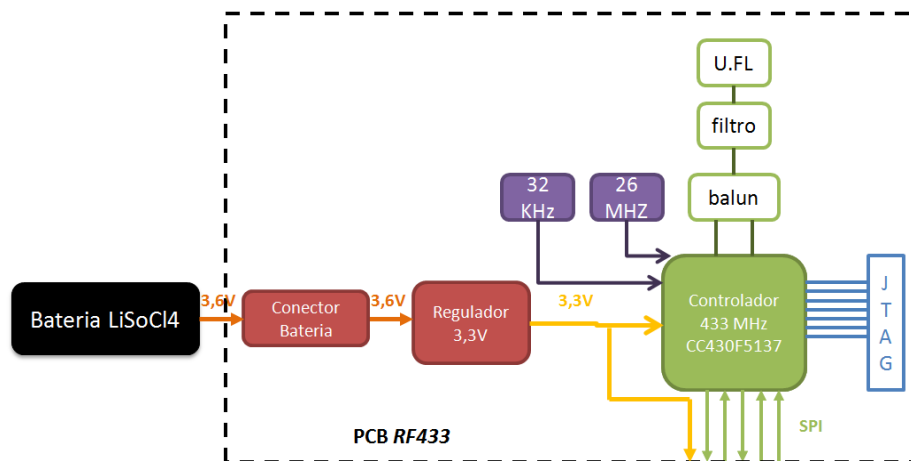 U.FL
filtro
32
KHz
26
MHZ
balun
Bateria LiSoCl4
3,6V
Conector
Bateria
3,6V
Regulador
3,3V
3,3V
Controlador
433 MHz
CC430F5137
J
T
A
G
PCB RF433
SPI